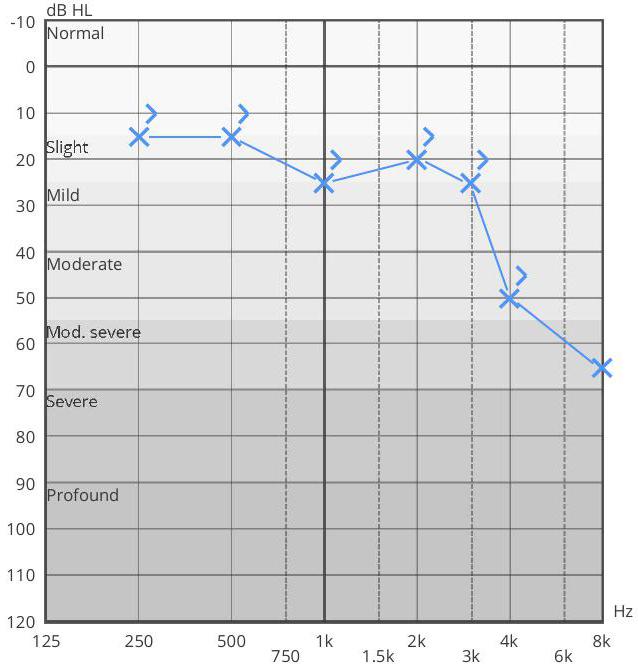 dB HL
-10
Normal
0
10
Slight
20
Mild
30
40
Moderate
50
Mod. severe
60
70
Severe
80
90
Profound
100
110
120
Hz
125 250 500 1k 2k 4k 8k
750 1.5k 3k 6k